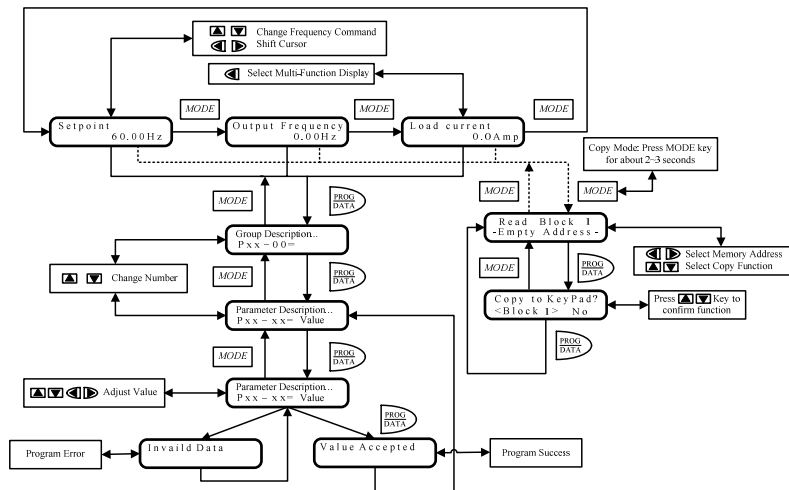 Change Frequency Command
Shift Cursor
Select Multi-Function Display
MODE
MODE
MODE
Setpoint
60.00Hz
Output Frequency
0.00Hz
Load current
0.0Amp
Copy Mode: Press MODE key
for about 2~3 seconds
MODE
PROG
DATA
MODE
MODE
Group Description...
Pxx-00=
Read Block 1
-Empty Address-
Change Number
MODE
PROG
DATA
MODE
PROG
DATA
Select Memory Address
Select Copy Function
Parameter Description...
Pxx-xx= Value
Copy to KeyPad?
<Block 1> No
Press Key to
confirm function
MODE
PROG
DATA
PROG
DATA
Adjust Value
Parameter Description...
Pxx-xx= Value
PROG
DATA
Program Error
Invaild Data
Value Accepted
Program Success